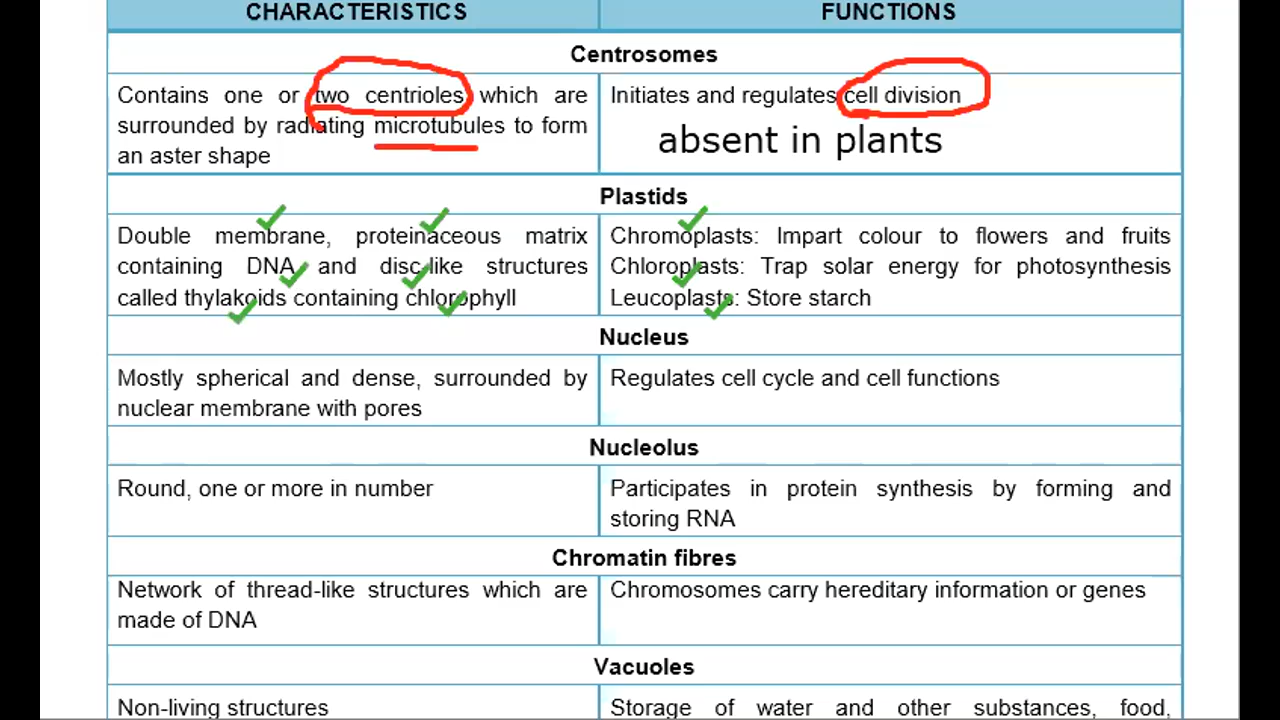 CHARACTERISTICS FUNCTIONS
Centrosomes
Contains one or two centrioles which are
surrounded by radiating microtubules to form
an aster shape
Initiates and regulates cell division
absent in plants
Plastids
Double membrane, proteinaceous matrix
containing DNA and disc-like structures
called thylakoids containing chlorophyll
Chromoplasts: Impart colour to flowers and fruits
Chloroplasts: Trap solar energy for photosynthesis
Leucoplasts: Store starch
Nucleus
Mostly spherical and dense, surrounded by
nuclear membrane with pores
Regulates cell cycle and cell functions
Nucleolus
Round, one or more in number
Participates in protein synthesis by forming and
storing RNA
Chromatin fibres
Network of thread-like structures which are
made of DNA
Chromosomes carry hereditary information or genes
Vacuoles
Non-living structures
Storage of water and other substances, food,